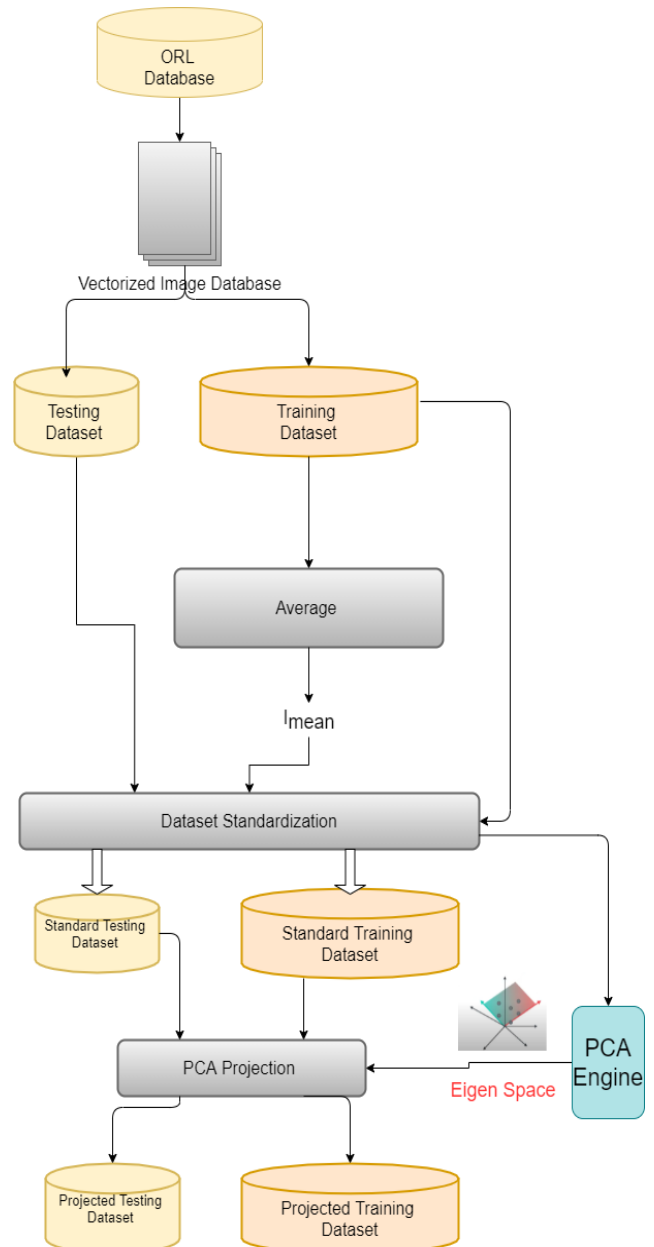 ORL
Database
Vectorized Image Database
Testing
Dataset
Training
Dataset
Average
Imean
Dataset Standardization
Standard Testing
Dataset
Standard Training
Dataset
PCA Projection
Eigen Space
PCA
Engine
Projected Testing
Dataset
Projected Training
Dataset